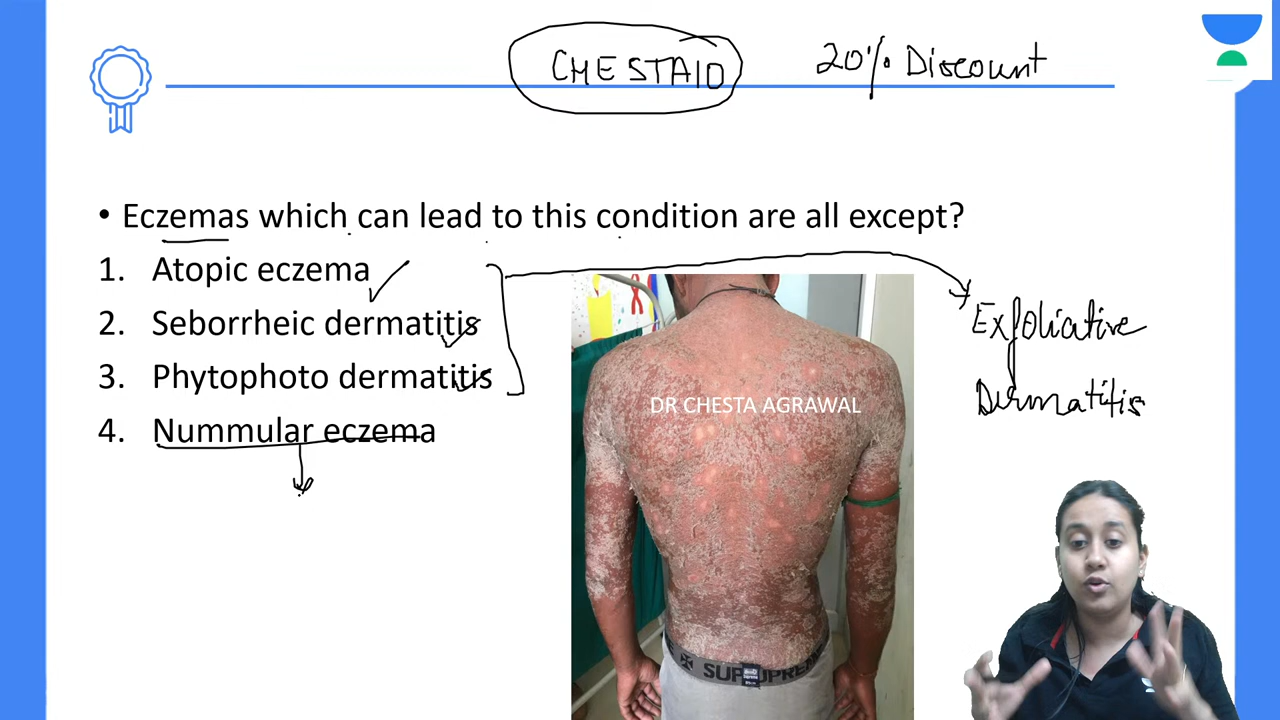 CHESTA10 20% Discount
• Eczemas which can lead to this condition are all except?
1. Atopic eczema
2. Seborrheic dermatitis
3. Phytophoto dermatitis
4. Nummular eczema
Exfoliative
Dermatitis
DR CHESTA AGRAWAL
SUPREME